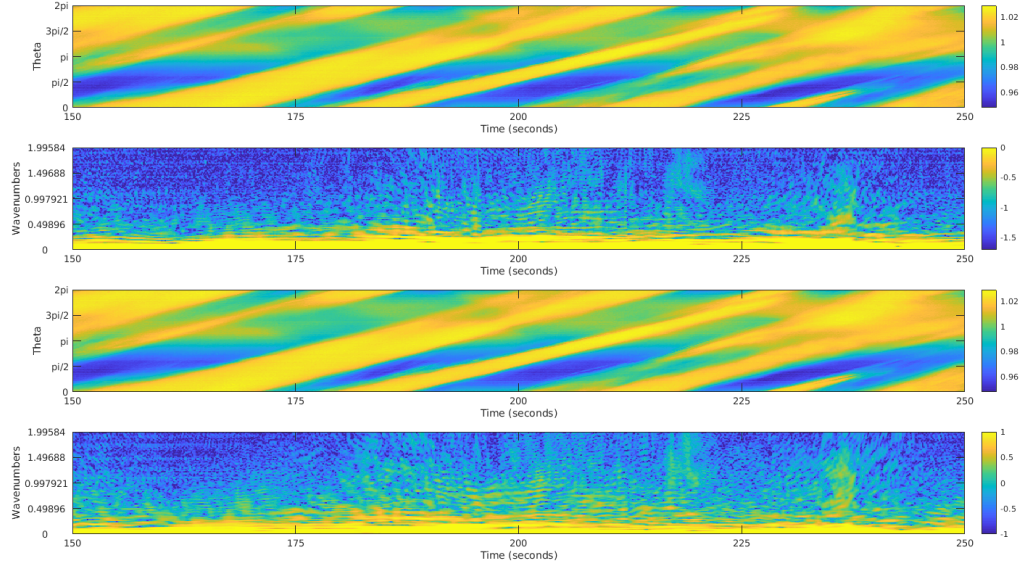 2pi
3pi/2
pi
pi/2
0
Theta
150 175 200 225 250
Time (seconds)
1.02
1
0.98
0.96
1.99584
1.49688
0.997921
0.49896
0
Wavenumbers
150 175 200 225 250
Time (seconds)
0
-0.5
-1
-1.5
2pi
3pi/2
pi
pi/2
0
Theta
150 175 200 225 250
Time (seconds)
1.02
1
0.98
0.96
1.99584
1.49688
0.997921
0.49896
0
Wavenumbers
150 175 200 225 250
Time (seconds)
1
0.5
0
-0.5
-1